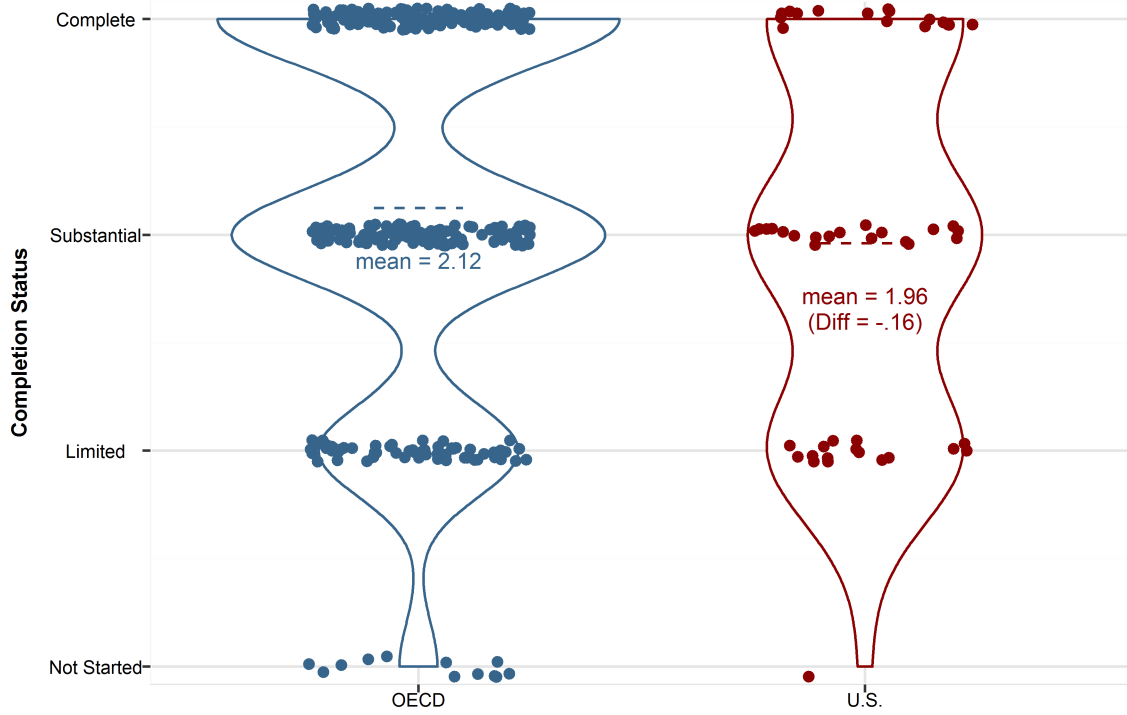 Complete
Substantial
mean = 2.12
mean = 1.96
(Diff = -.16)
Completion Status
Limited
Not Started
OECD
U.S.